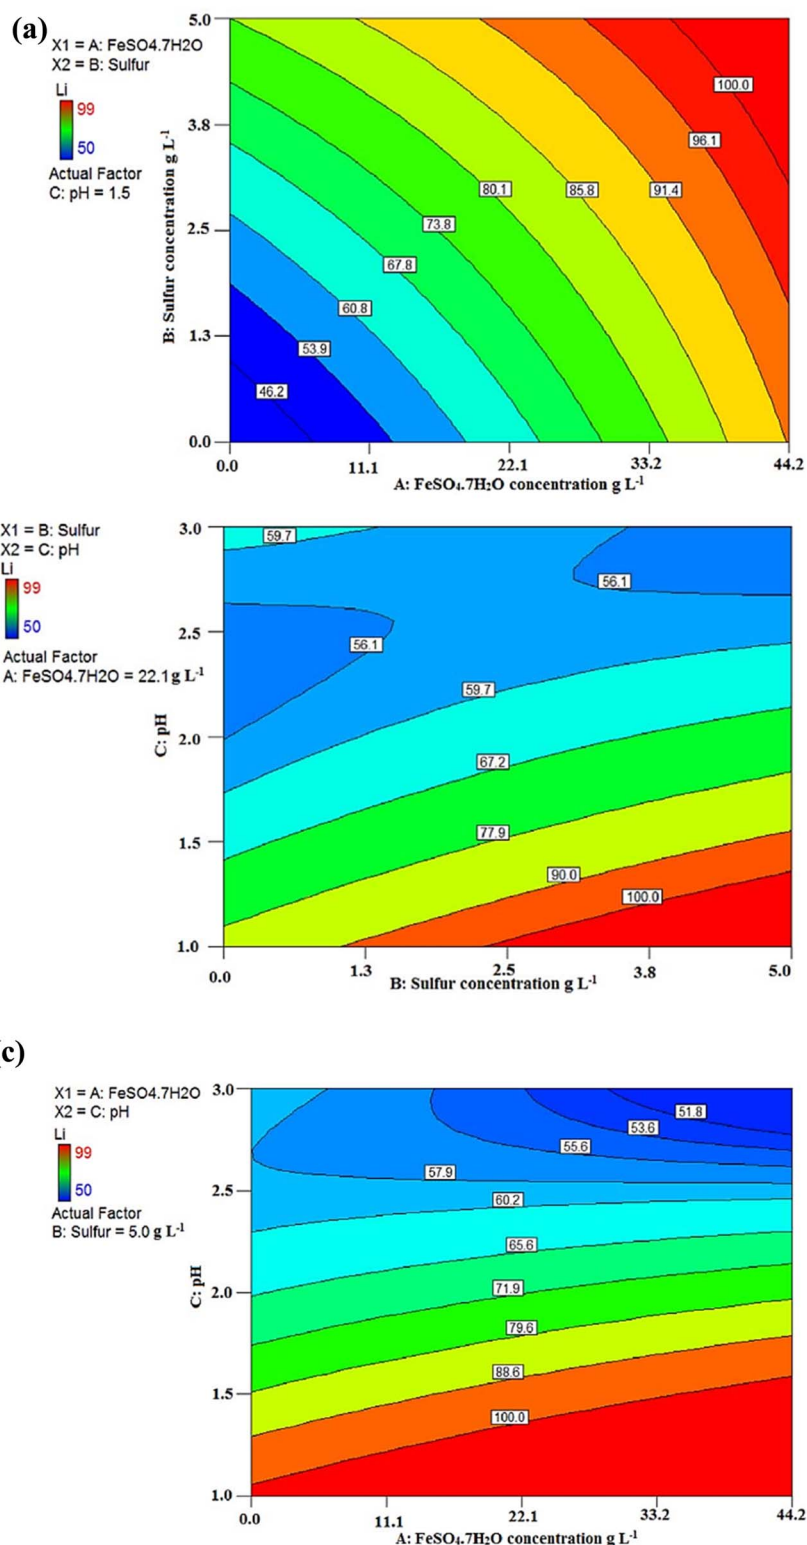 (a)
X1 = A: FeSO4.7H2O
X2 = B: Sulfur
Li
99
50
Actual Factor
C: pH = 1.5
B: Sulfur concentration g L⁻¹
5.0
3.8
2.5
1.3
0.0
100.0
96.1
80.1
85.8
91.4
73.8
67.8
60.8
53.9
46.2
0.0 11.1 22.1 33.2 44.2
A: FeSO₄.7H₂O concentration g L⁻¹
X1 = B: Sulfur
X2 = C: pH
Li
99
50
Actual Factor
A: FeSO4.7H2O = 22.1 g L⁻¹
C: pH
3.0
2.5
2.0
1.5
1.0
59.7
56.1
56.1
59.7
67.2
77.9
90.0
100.0
0.0 1.3 2.5 3.8 5.0
B: Sulfur concentration g L⁻¹
(c)
X1 = A: FeSO4.7H2O
X2 = C: pH
Li
99
50
Actual Factor
B: Sulfur = 5.0 g L⁻¹
C: pH
3.0
2.5
2.0
1.5
1.0
51.8
53.6
55.6
57.9
60.2
65.6
71.9
79.6
88.6
100.0
0.0 11.1 22.1 33.2 44.2
A: FeSO₄.7H₂O concentration g L⁻¹